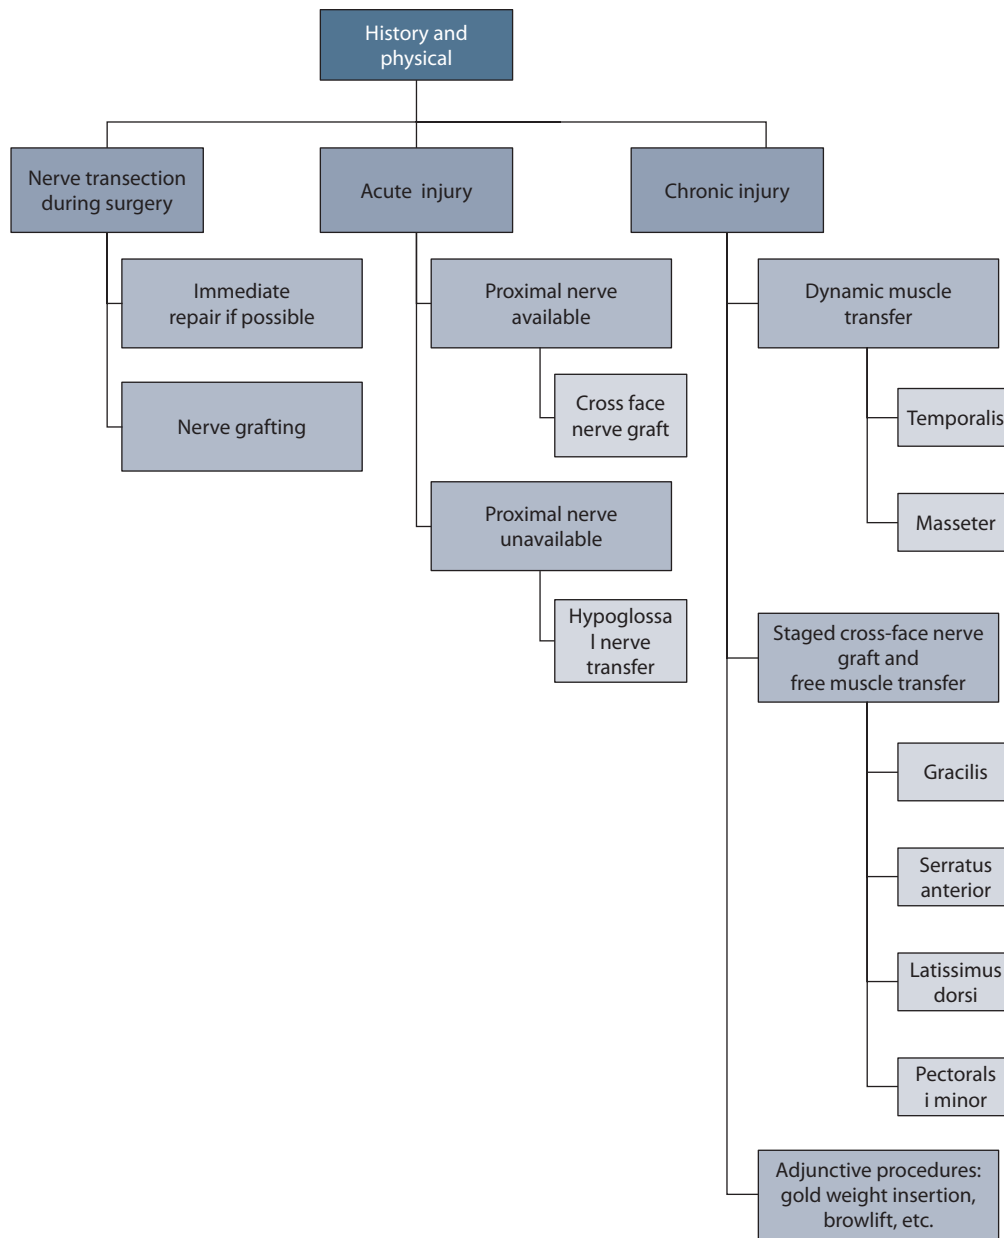 History and
physical
Nerve transection
during surgery
Acute injury
Chronic injury
Immediate
repair if possible
Nerve grafting
Proximal nerve
available
Cross face
nerve graft
Proximal nerve
unavailable
Hypoglossa
l nerve
transfer
Dynamic muscle
transfer
Temporalis
Masseter
Staged cross-face nerve
graft and
free muscle transfer
Gracilis
Serratus
anterior
Latissimus
dorsi
Pectorals
i minor
Adjunctive procedures:
gold weight insertion,
browlift, etc.